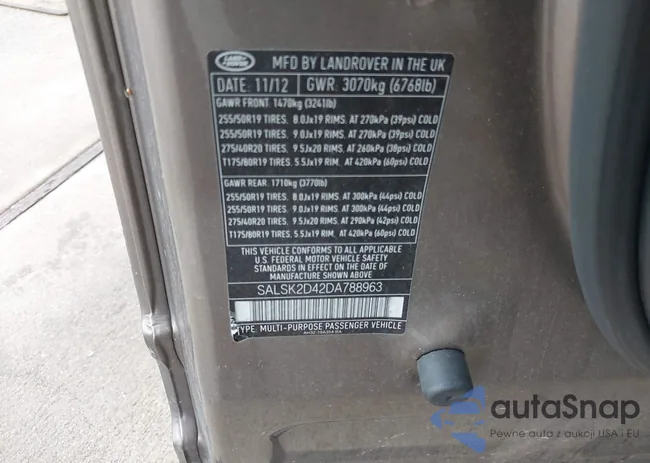 LAND ROVER
MFD BY LANDROVER IN THE UK
DATE: 11/12 GWR: 3070kg (6768lb)
GAWR FRONT: 1470kg (3241lb)
255/50R19 TIRES. 8.0Jx19 RIMS. AT 270kPa (39psi) COLD
255/50R19 TIRES. 9.0Jx19 RIMS. AT 270kPa (39psi) COLD
275/40R20 TIRES. 9.5Jx20 RIMS. AT 260kPa (38psi) COLD
T175/80R19 TIRES. 5.5Jx19 RIM. AT 420kPa (60psi) COLD
GAWR REAR: 1710kg (3770lb)
255/50R19 TIRES. 8.0Jx19 RIMS. AT 300kPa (44psi) COLD
255/50R19 TIRES. 9.0Jx19 RIMS. AT 300kPa (44psi) COLD
275/40R20 TIRES. 9.5Jx20 RIMS. AT 290kPa (42psi) COLD
T175/80R19 TIRES. 5.5Jx19 RIM. AT 420kPa (60psi) COLD
THIS VEHICLE CONFORMS TO ALL APPLICABLE
U.S. FEDERAL MOTOR VEHICLE SAFETY
STANDARDS IN EFFECT ON THE DATE OF
MANUFACTURE SHOWN ABOVE
SALSK2D42DA788963
TYPE: MULTI-PURPOSE PASSENGER VEHICLE
autaSnap
Pewne auto z aukcji USA i EU